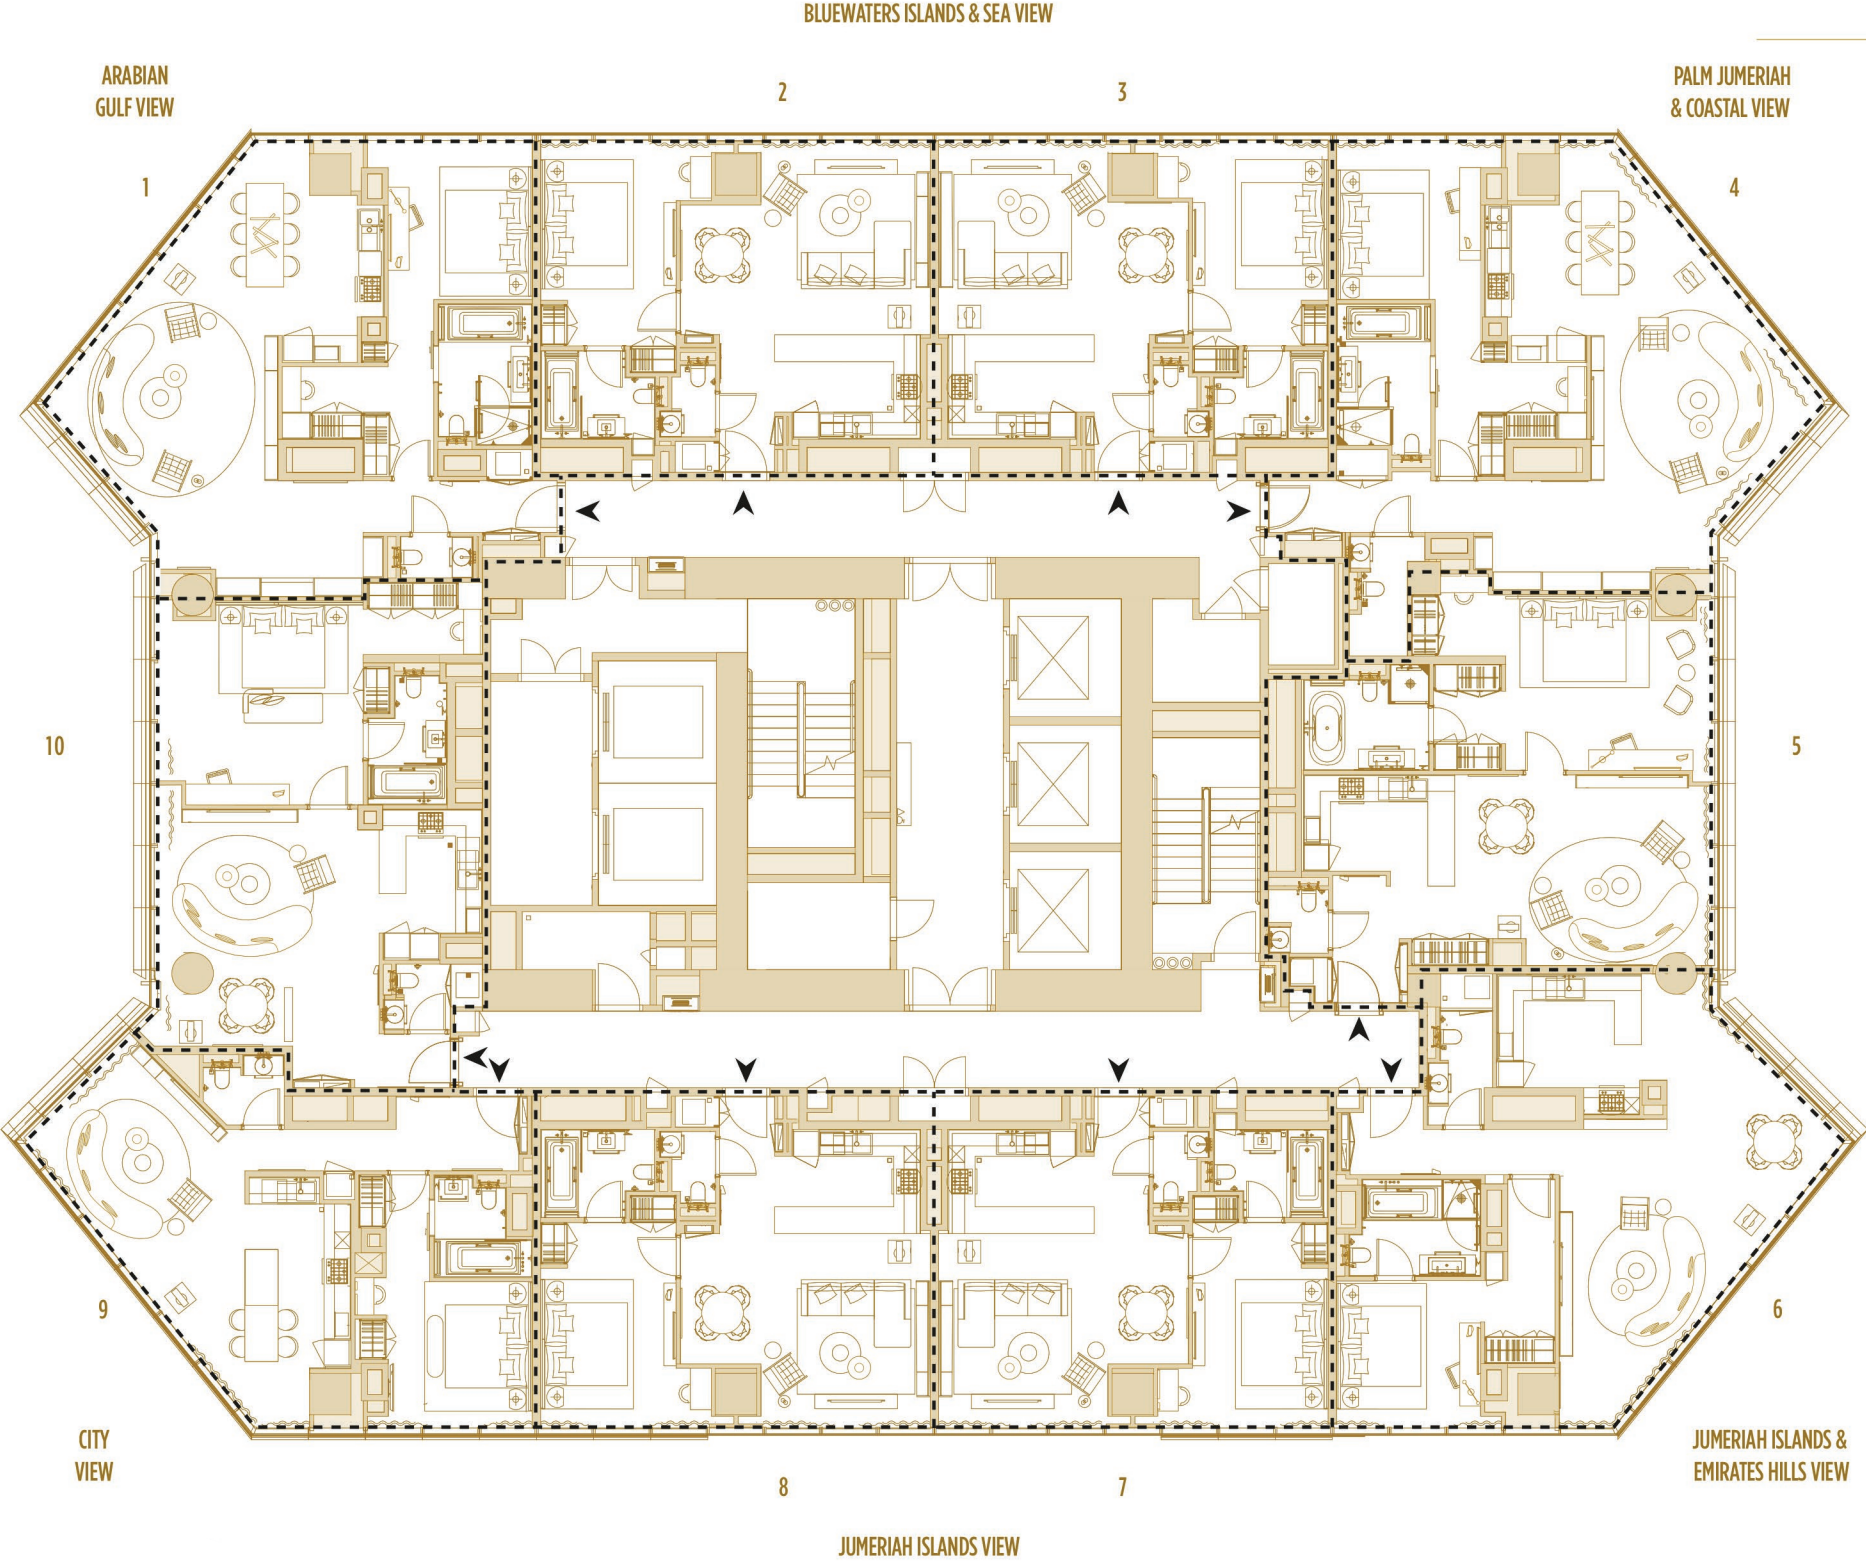 BLUEWATERS ISLANDS & SEA VIEW
ARABIAN
GULF VIEW
2
3
PALM JUMERIAH
& COASTAL VIEW
1
4
10
5
9
6
CITY
VIEW
8
7
JUMERIAH ISLANDS &
EMIRATES HILLS VIEW
JUMERIAH ISLANDS VIEW